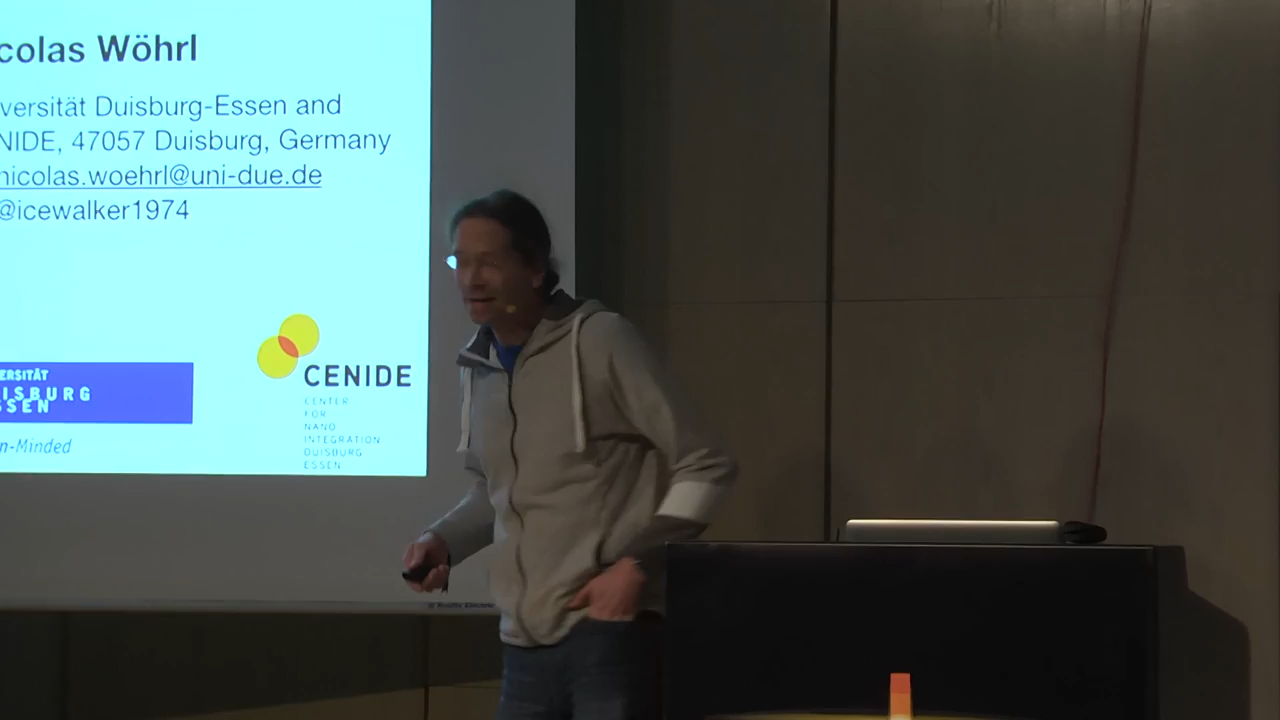 colas Wöhrl
versität Duisburg-Essen and
NIDE, 47057 Duisburg, Germany
nicolas.woehrl@uni-due.de
@icewalker1974
ERSITÄT
ISBURG
SSEN
n-Minded
CENIDE
CENTER
FOR
NANO
INTEGRATION
DUISBURG
ESSEN